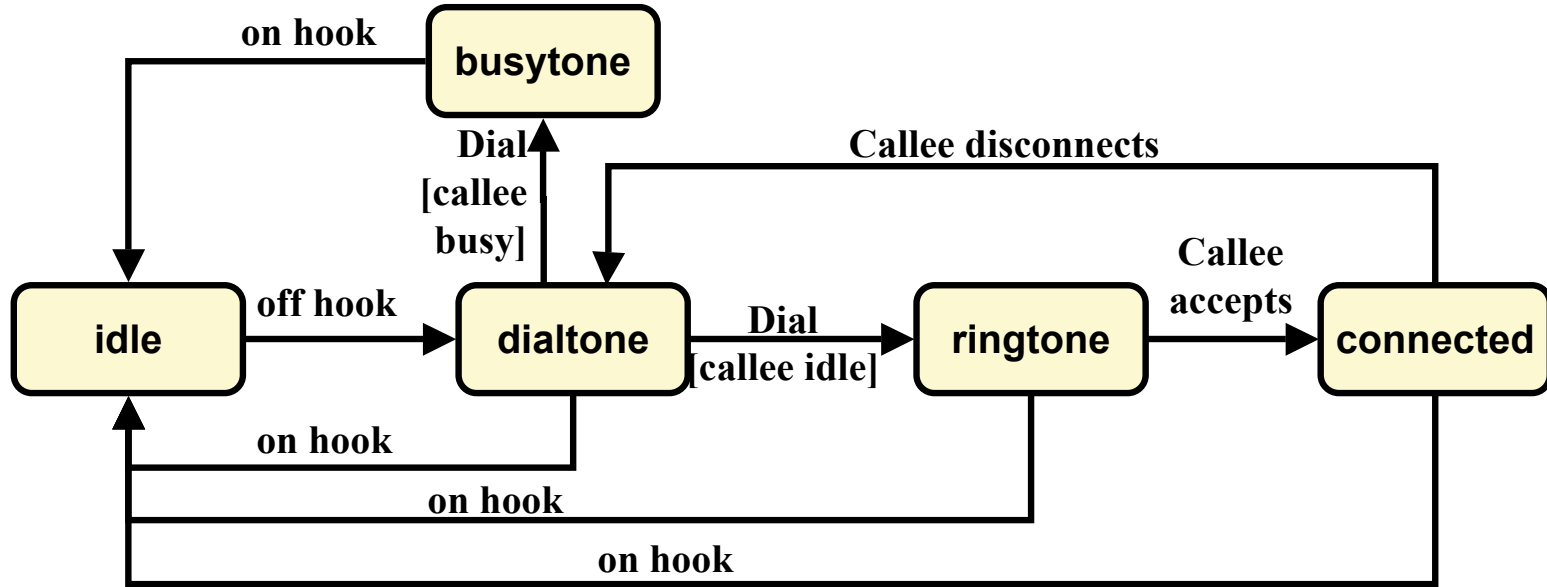 on hook
busytone
Dial
[callee
busy]
Callee disconnects
Callee
accepts
idle
off hook
dialtone
Dial
[callee idle]
ringtone
connected
on hook
on hook
on hook